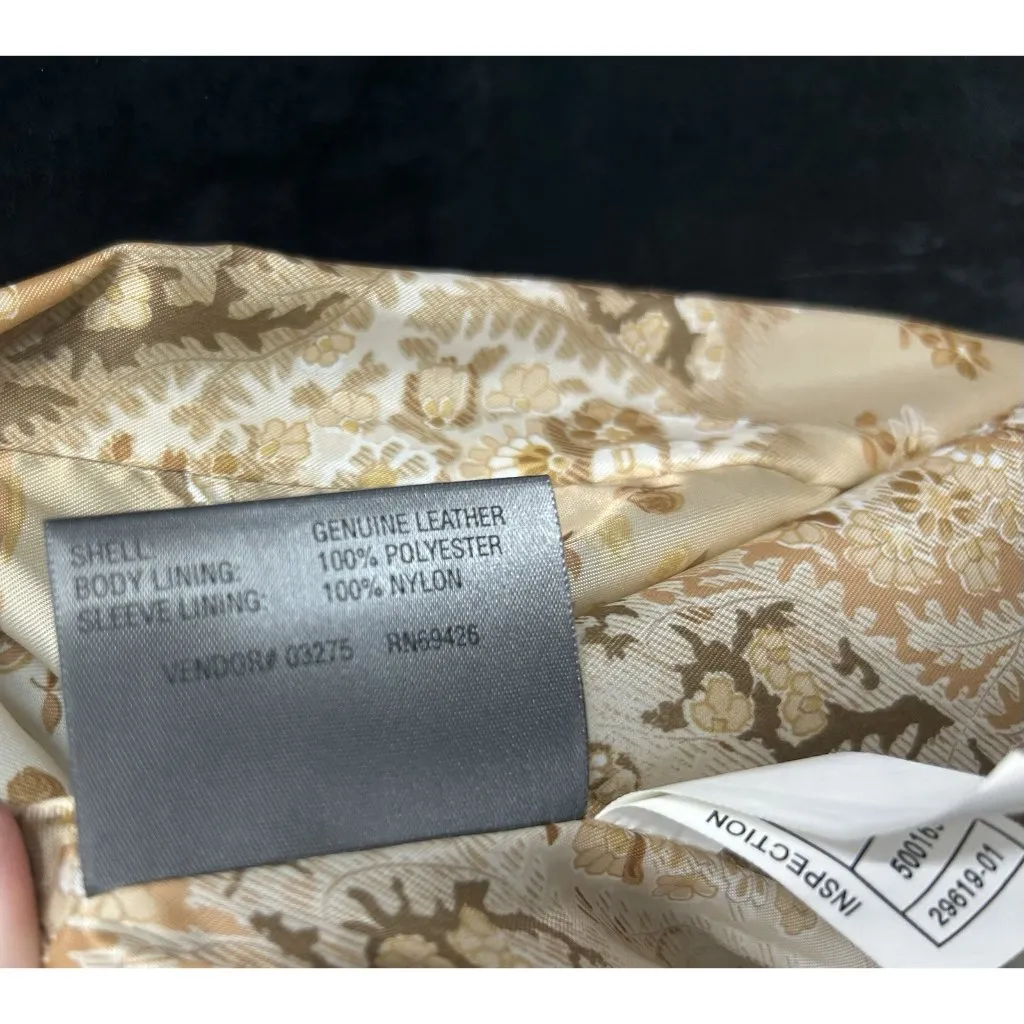 SHELL: GENUINE LEATHER
BODY LINING: 100% POLYESTER
SLEEVE LINING: 100% NYLON
VENDOR# 03275 RN69426
INSPECTION
29619-01